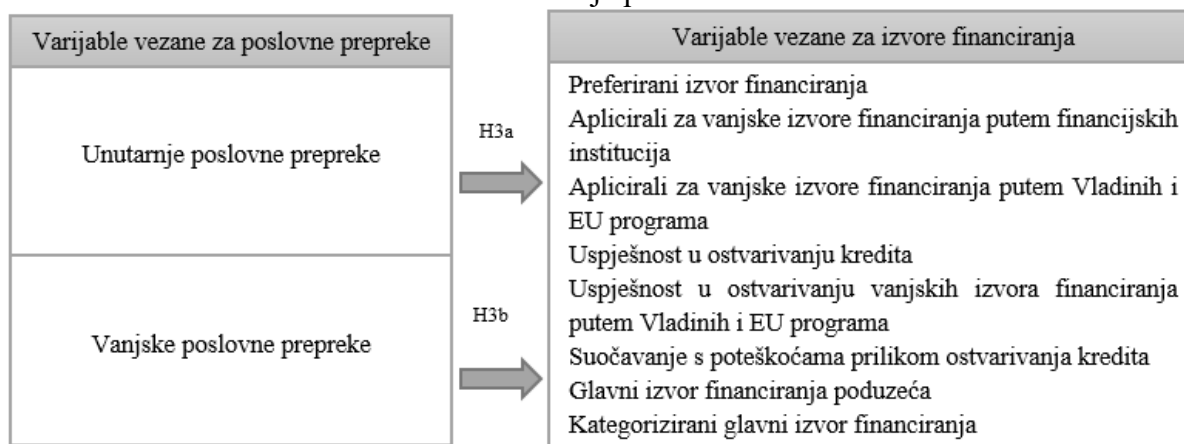 Varijable vezane za poslovne prepreke
Unutarnje poslovne prepreke
Vanjske poslovne prepreke
H3a
H3b
Varijable vezane za izvore financiranja
Preferirani izvor financiranja
Aplicirali za vanjske izvore financiranja putem financijskih
institucija
Aplicirali za vanjske izvore financiranja putem Vladinih i
EU programa
Uspješnost u ostvarivanju kredita
Uspješnost u ostvarivanju vanjskih izvora financiranja
putem Vladinih i EU programa
Suočavanje s poteškoćama prilikom ostvarivanja kredita
Glavni izvor financiranja poduzeća
Kategorizirani glavni izvor financiranja